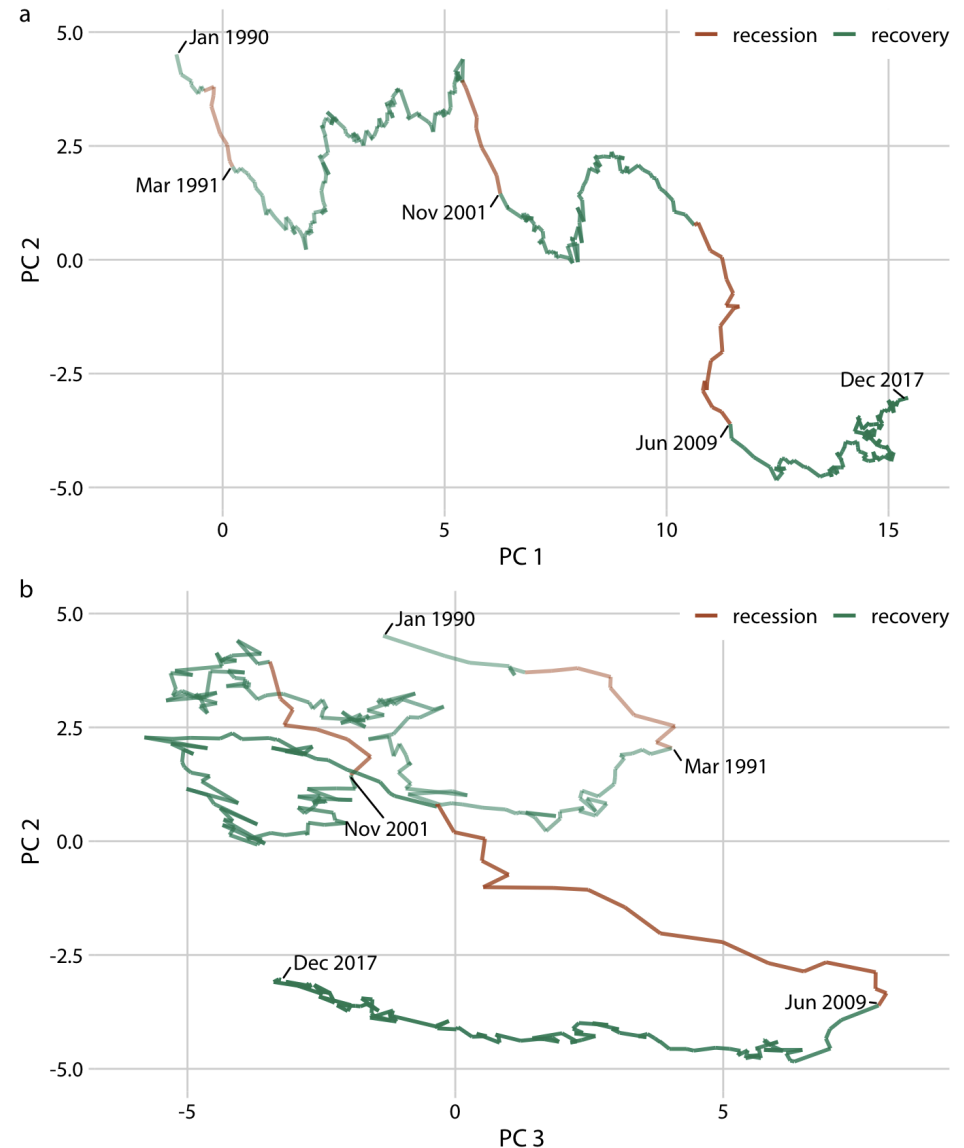 a
Jan 1990
recession
recovery
5.0
2.5
Mar 1991
Nov 2001
PC 2
0.0
-2.5
Dec 2017
Jun 2009
-5.0
0
5
10
15
PC 1
b
5.0
Jan 1990
recession
recovery
2.5
Mar 1991
Nov 2001
PC 2
0.0
-2.5
Dec 2017
Jun 2009
-5.0
-5
0
5
PC 3